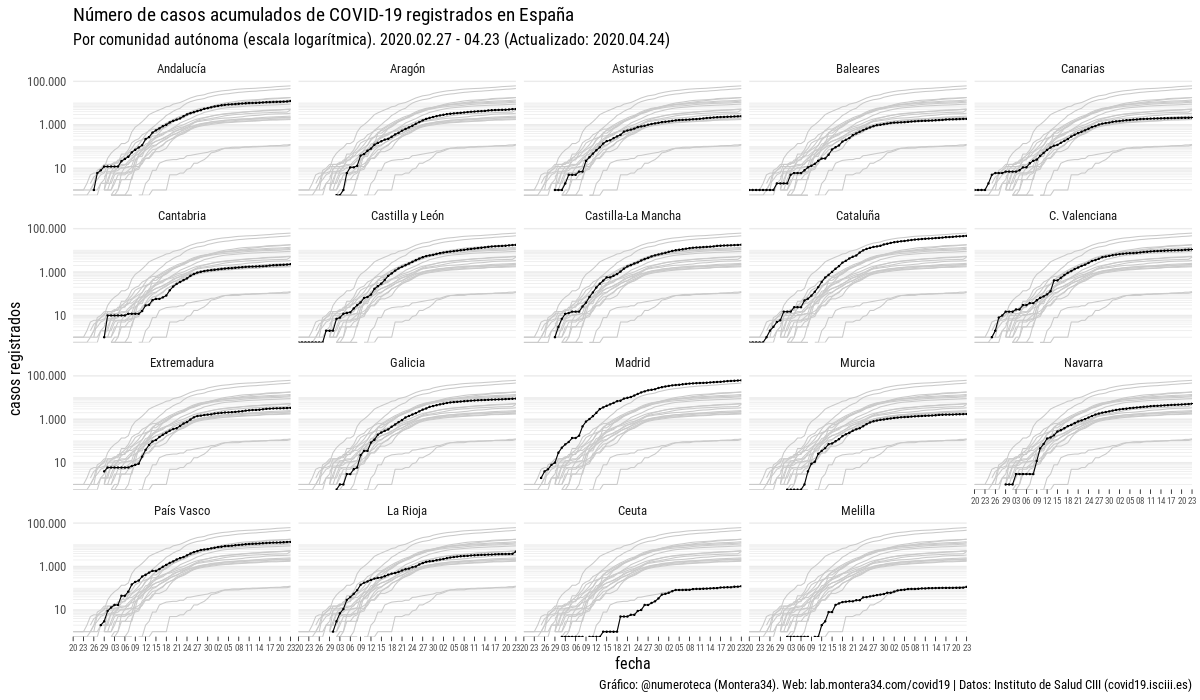 Número de casos acumulados de COVID-19 registrados en España
Por comunidad autónoma (escala logarítmica). 2020.02.27 - 04.23 (Actualizado: 2020.04.24)
Andalucía Aragón Asturias Baleares Canarias
100.000
1.000
10
Cantabria Castilla y León Castilla-La Mancha Cataluña C. Valenciana
100.000
1.000
10
casos registrados
Extremadura Galicia Madrid Murcia Navarra
100.000
1.000
10
20 23 26 29 03 06 09 12 15 18 21 24 27 30 02 05 08 11 14 17 20 23
País Vasco La Rioja Ceuta Melilla
100.000
1.000
10
20 23 26 29 03 06 09 12 15 18 21 24 27 30 02 05 08 11 14 17 20 23 20 23 26 29 03 06 09 12 15 18 21 24 27 30 02 05 08 11 14 17 20 23 20 23 26 29 03 06 09 12 15 18 21 24 27 30 02 05 08 11 14 17 20 23 20 23 26 29 03 06 09 12 15 18 21 24 27 30 02 05 08 11 14 17 20 23
fecha
Gráfico: @numeroteca (Montera34). Web: lab.montera34.com/covid19 | Datos: Instituto de Salud CIII (covid19.isciii.es)